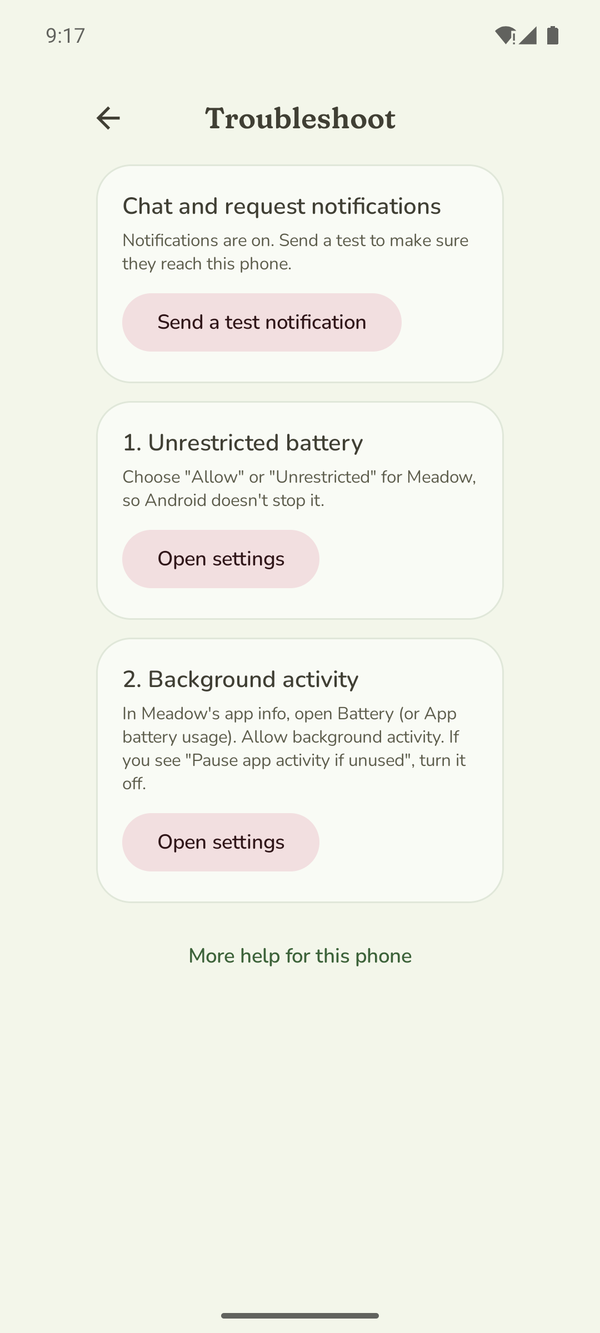 9:17
Troubleshoot
Chat and request notifications
Notifications are on. Send a test to make sure
they reach this phone.
Send a test notification
1. Unrestricted battery
Choose "Allow" or "Unrestricted" for Meadow,
so Android doesn't stop it.
Open settings
2. Background activity
In Meadow's app info, open Battery (or App
battery usage). Allow background activity. If
you see "Pause app activity if unused", turn it
off.
Open settings
More help for this phone